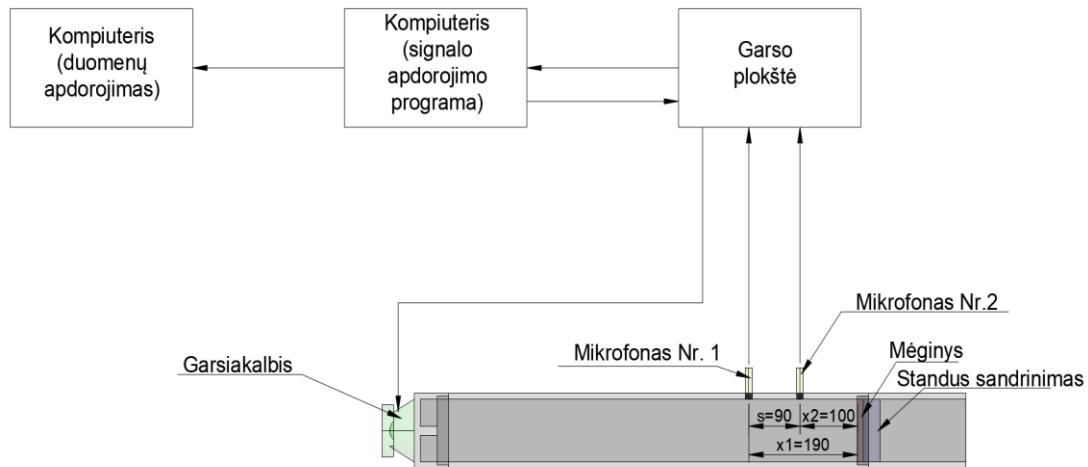 Kompiuteris
(duomenų
apdorojimas)
Kompiuteris
(signalo
apdorojimo
programa)
Garso
plokštė
Mikrofonas Nr.2
Mikrofonas Nr. 1
Mėginys
Garsiakalbis
Standus sandrinimas
s=90
x2=100
x1=190